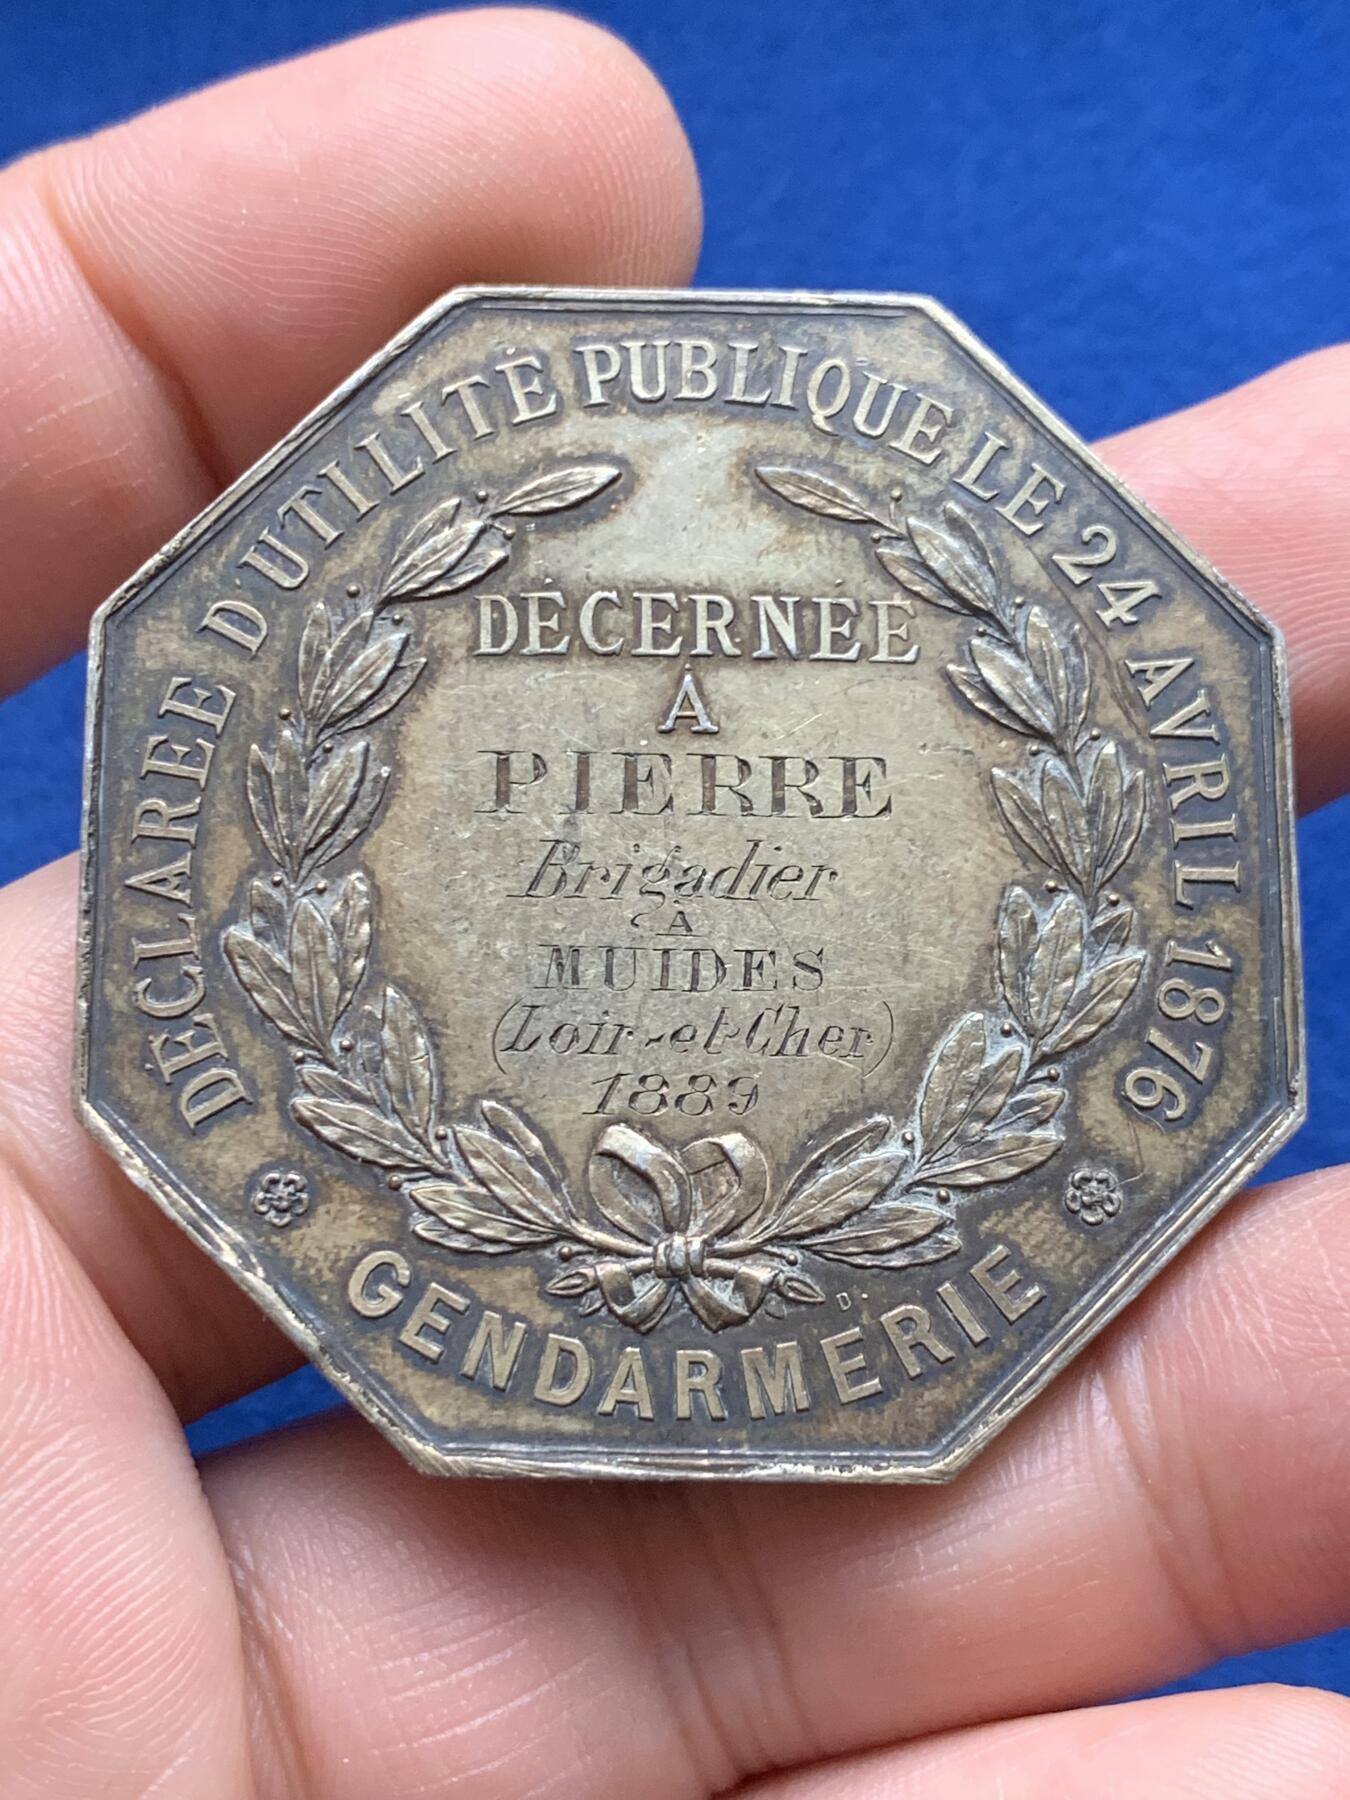 DÉCLARÉE D'UTILITÉ PUBLIQUE LE 24 AVRIL 1876
DÉCERNÉE
À
PIERRE
Brigadier
À
MUIDES
(Loir-et-Cher)
1889
D.
GENDARMERIE